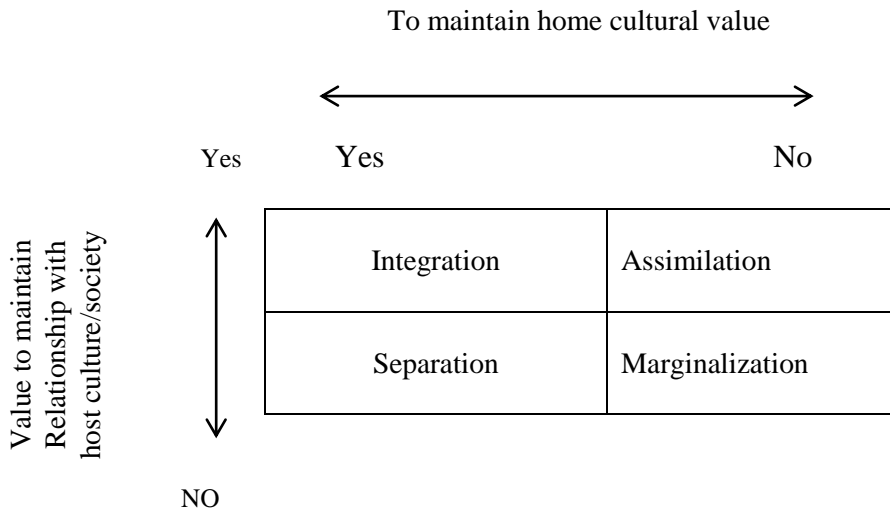 To maintain home cultural value
Yes
Yes
No
Value to maintain
Relationship with
host culture/society
Integration
Assimilation
Separation
Marginalization
NO